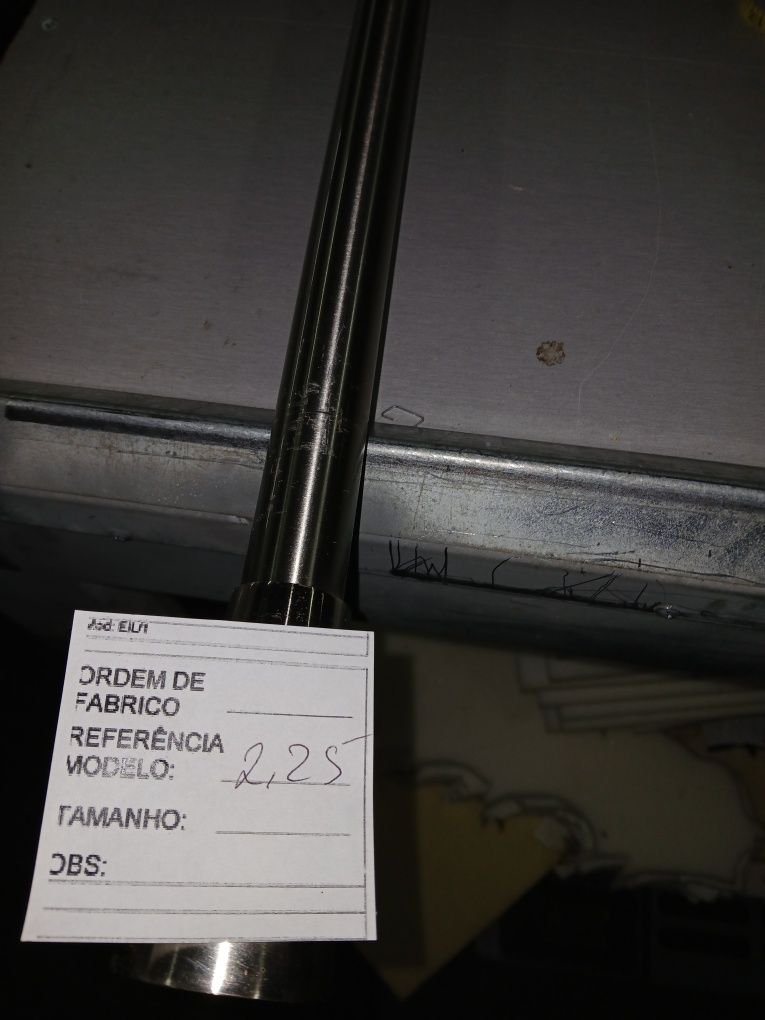 ORDEM DE
FABRICO
REFERÊNCIA
MODELO: 2,25
TAMANHO:
OBS: